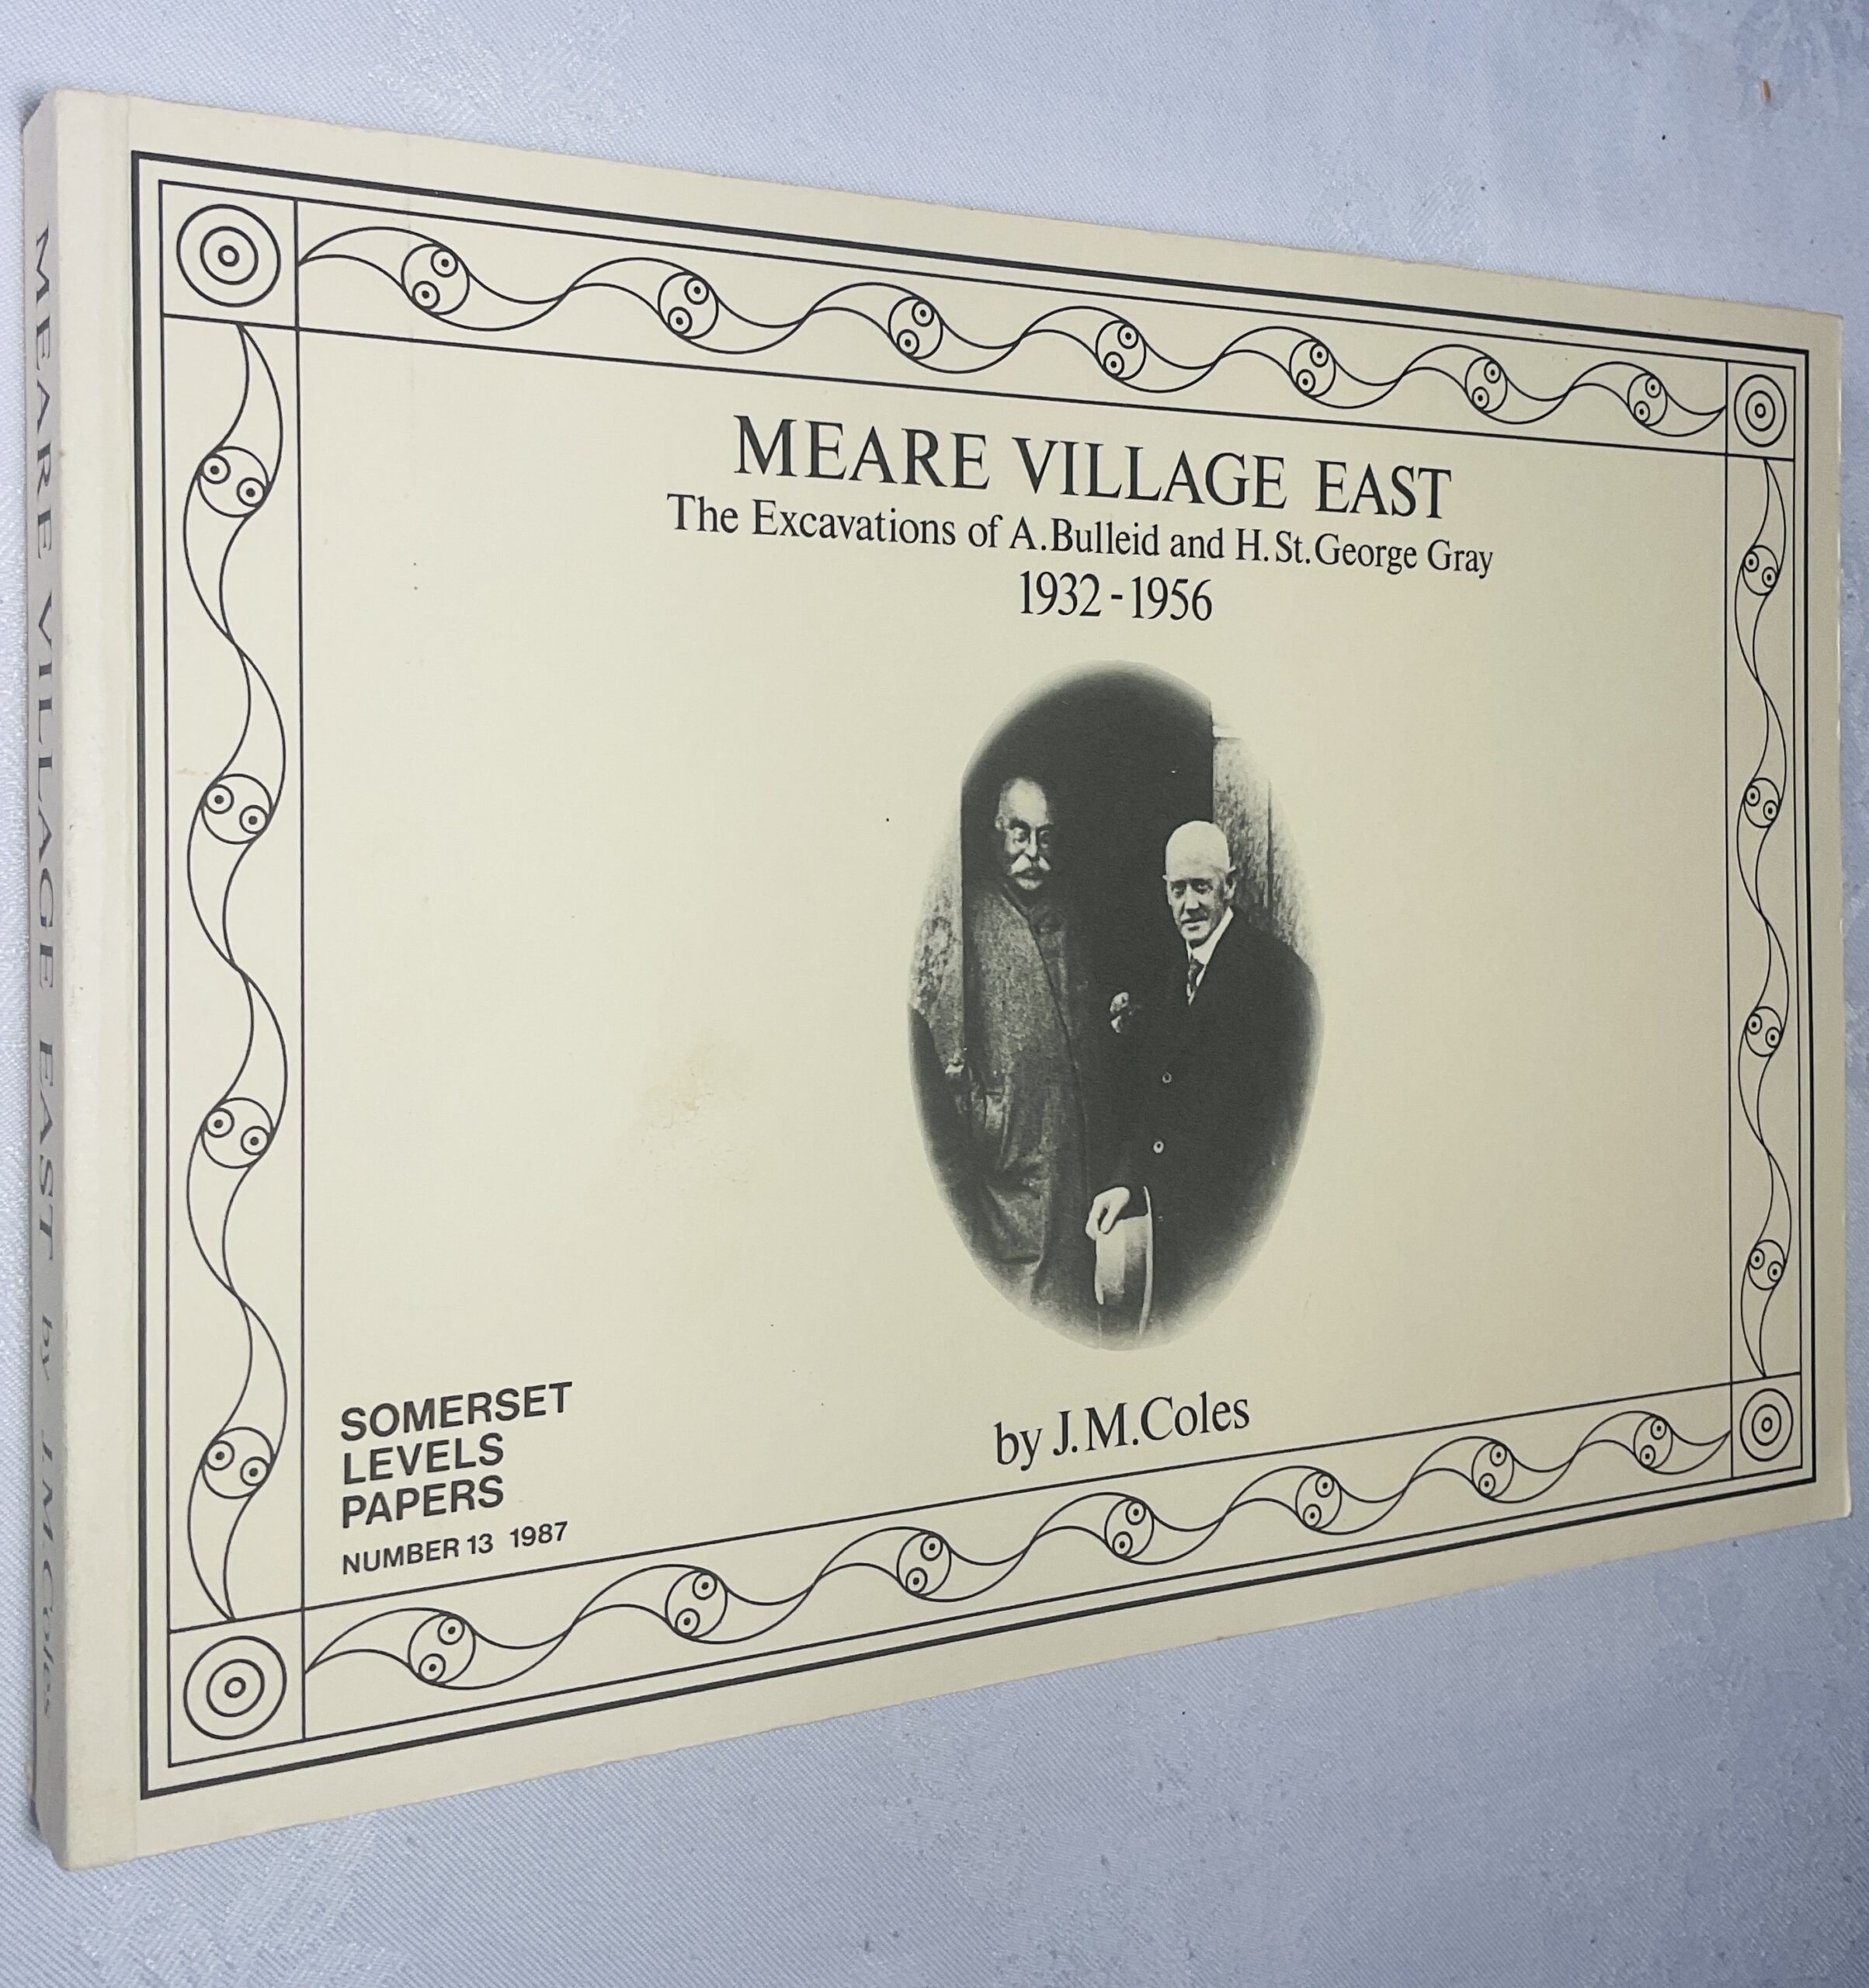 MEARE VILLAGE EAST
The Excavations of A.Bulleid and H.St.George Gray
1932-1956
by J.M.Coles
SOMERSET
LEVELS
PAPERS
NUMBER 13 1987
MEARE VILLAGE EAST by J.M.Coles